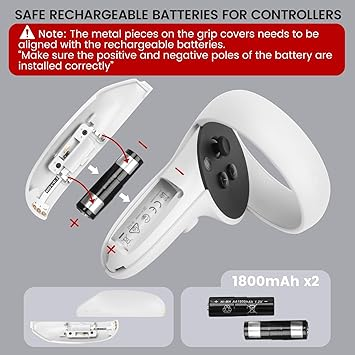 SAFE RECHARGEABLE BATTERIES FOR CONTROLLERS
Note: The metal pieces on the grip covers needs to be
aligned with the rechargeable batteries.
"Make sure the positive and negative poles of the battery are
installed correctly"
1800mAh x2